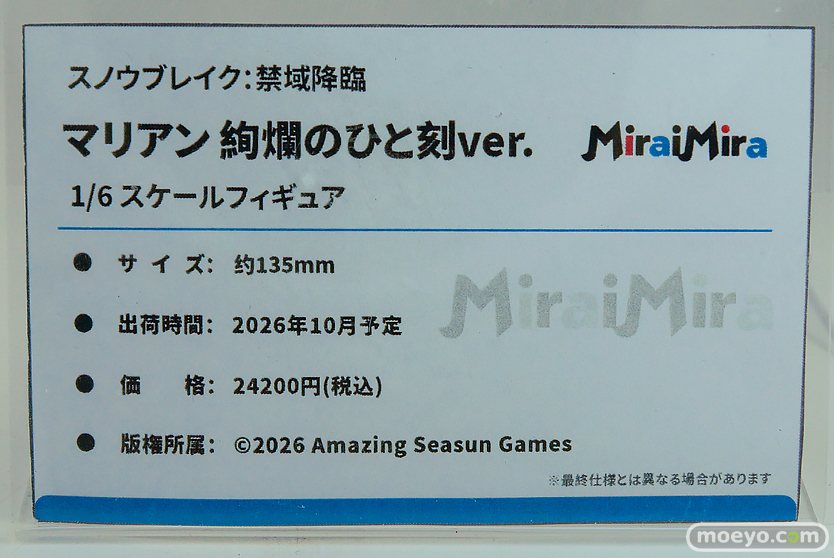 スノウブレイク:禁域降臨
マリアン 絢爛のひと刻ver.
MiraiMira
1/6 スケールフィギュア
● サイズ: 约135mm
MiraiMira
● 出荷時間: 2026年10月予定
● 価格: 24200円(税込)
● 版権所属: ©2026 Amazing Seasun Games
※最終仕様とは異なる場合があります
moeyo.com